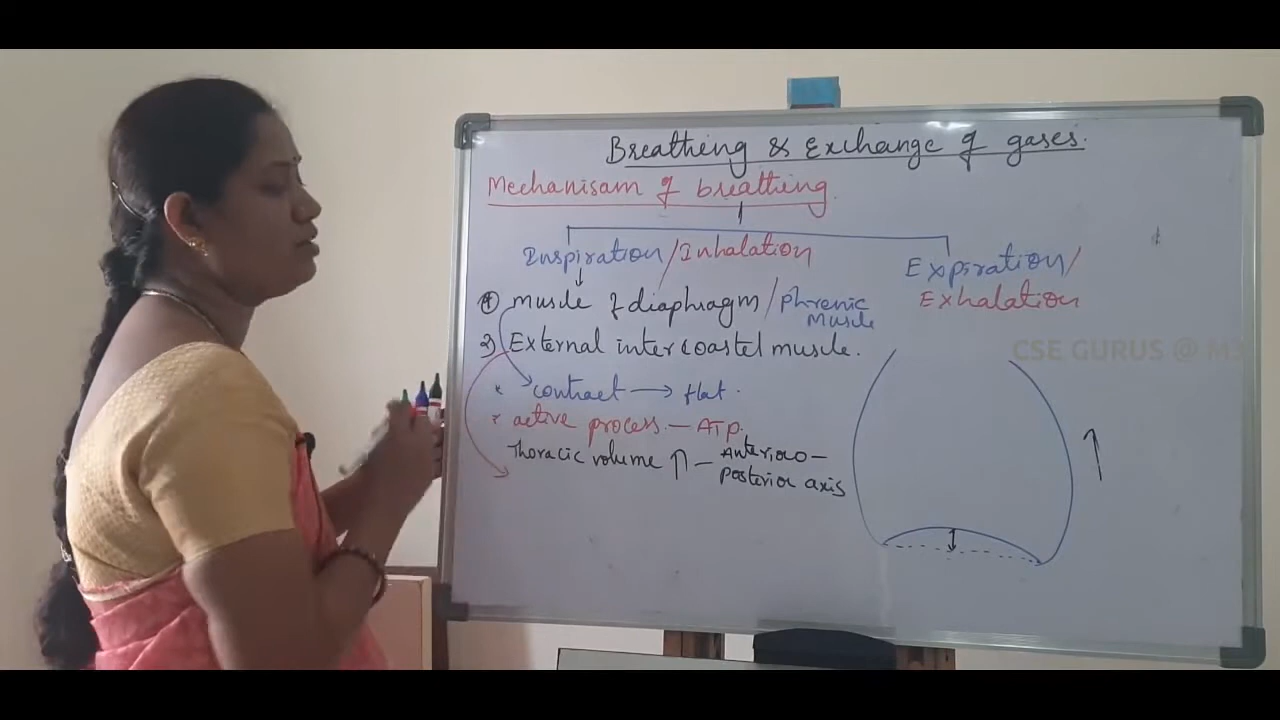 Breathing & Exchange of gases.
Mechanisam of breathing
Inspiration/Inhalation
Expiration/
Exhalation
1) muscle of diaphragm/Phrenic
Muscle
2) External intercoastel muscle.
* contract → flat.
* active process - ATP.
Thoracic volume ↑ - Anterioo-
Posterior axis
CSE GURUS @ M